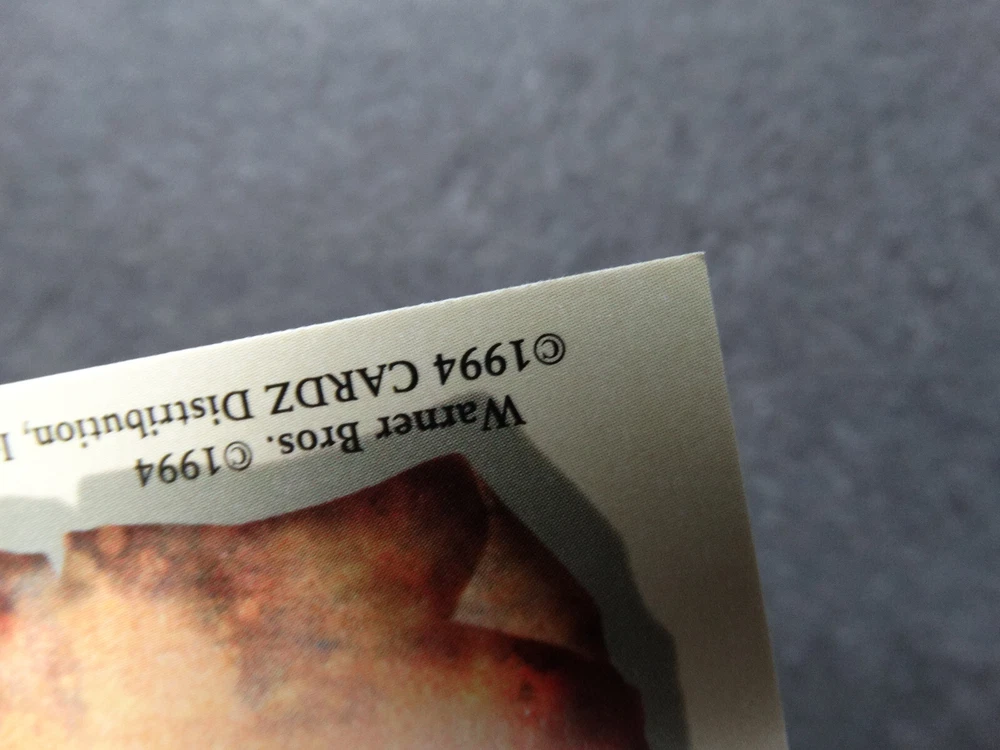 Warner Bros. ©1994
©1994 CARDZ Distribution,